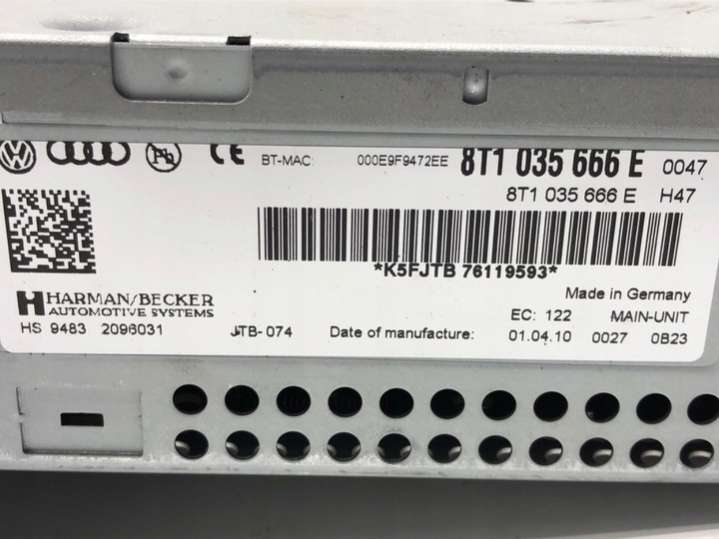 BT-MAC: 000E9F9472EE 8T1 035 666 E 0047
8T1 035 666 E H47
*K5FJTB 76119593*
HARMAN/BECKER
AUTOMOTIVE SYSTEMS
Made in Germany
EC: 122 MAIN-UNIT
HS 9483 2096031 JTB-074 Date of manufacture: 01.04.10 0027 0B23